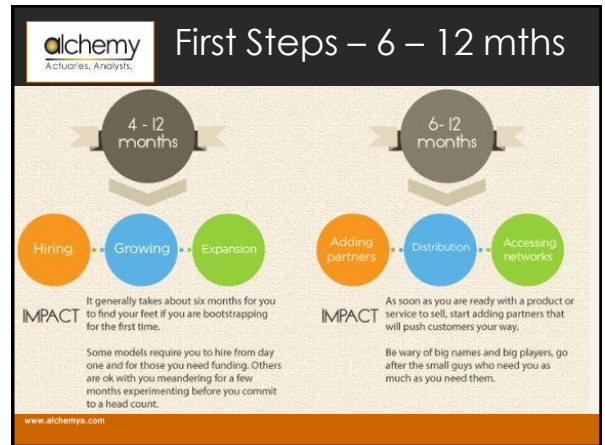 alchemy
Actuaries. Analysts.
First Steps – 6 – 12 mths
4 - 12
months
Hiring
Growing
Expansion
IMPACT
It generally takes about six months for you
to find your feet if you are bootstrapping
for the first time.
Some models require you to hire from day
one and for those you need funding. Others
are ok with you meandering for a few
months experimenting before you commit
to a head count.
6- 12
months
Adding
partners
Distribution
Accessing
networks
IMPACT
As soon as you are ready with a product or
service to sell, start adding partners that
will push customers your way.
Be wary of big names and big players, go
after the small guys who need you as
much as you need them.
www.alchemya.com